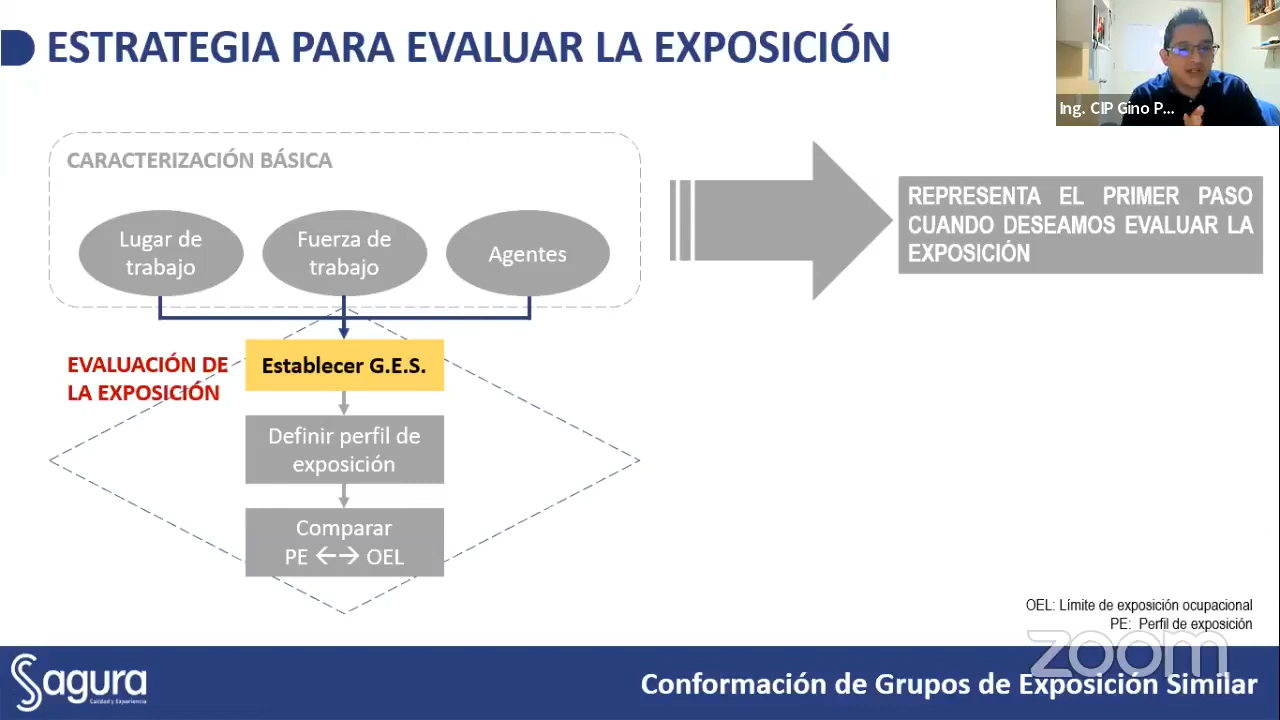 ESTRATEGIA PARA EVALUAR LA EXPOSICIÓN
Ing. CIP Gino P...
CARACTERIZACIÓN BÁSICA
Lugar de
trabajo
Fuerza de
trabajo
Agentes
REPRESENTA EL PRIMER PASO
CUANDO DESEAMOS EVALUAR LA
EXPOSICIÓN
EVALUACIÓN DE
LA EXPOSICIÓN
Establecer G.E.S.
Definir perfil de
exposición
Comparar
PE ←→ OEL
OEL: Límite de exposición ocupacional
PE: Perfil de exposición
zoom
Sagura
Calidad y Experiencia
Conformación de Grupos de Exposición Similar